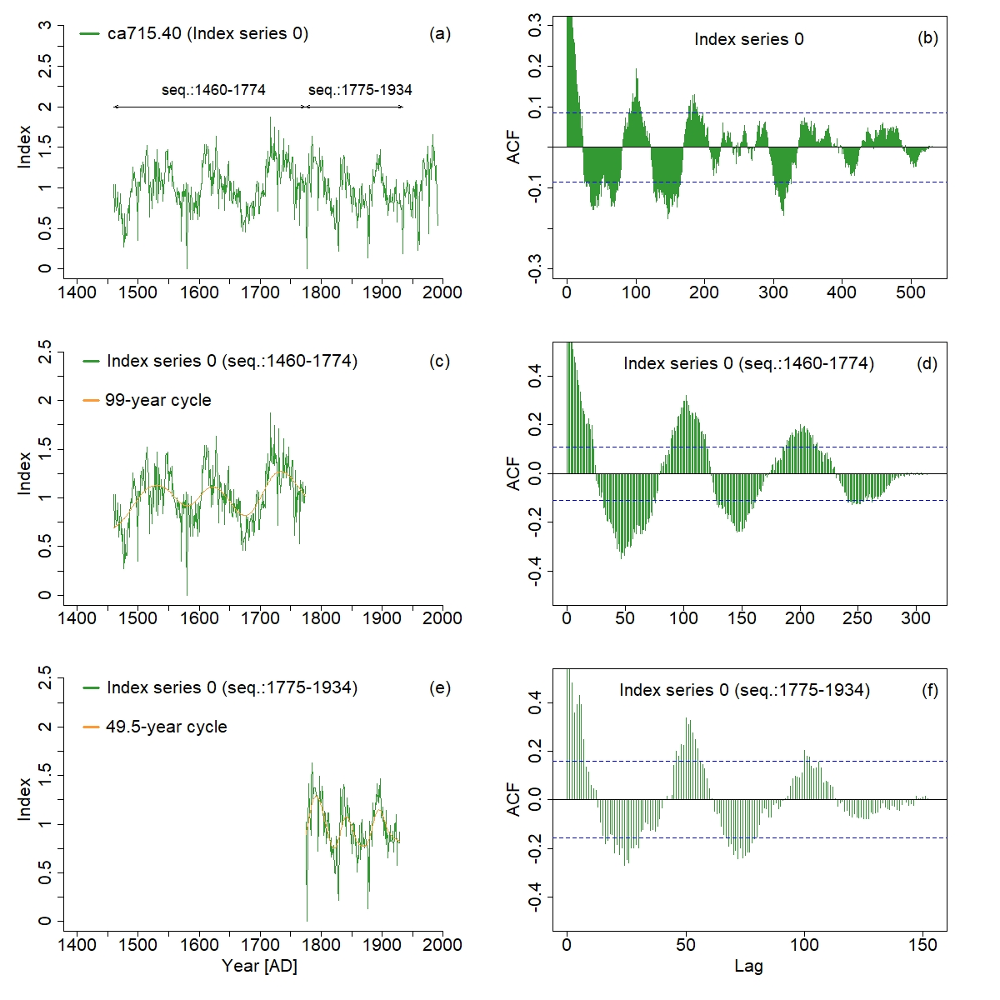 ca715.40 (Index series 0)
(a)
seq.:1460-1774
seq.:1775-1934
Index
3
2.5
2
1.5
1
0.5
0
1400 1500 1600 1700 1800 1900 2000
Index series 0
(b)
ACF
0.3
0.2
0.1
-0.1
-0.3
0 100 200 300 400 500
Index series 0 (seq.:1460-1774)
(c)
99-year cycle
Index
2.5
2
1.5
1
0.5
0
1400 1500 1600 1700 1800 1900 2000
Index series 0 (seq.:1460-1774)
(d)
ACF
0.4
0.2
0.0
-0.2
-0.4
0 50 100 150 200 250 300
Index series 0 (seq.:1775-1934)
(e)
49.5-year cycle
Index
2.5
2
1.5
1
0.5
0
1400 1500 1600 1700 1800 1900 2000
Year [AD]
Index series 0 (seq.:1775-1934)
(f)
ACF
0.4
0.2
0.0
-0.2
-0.4
0 50 100 150
Lag